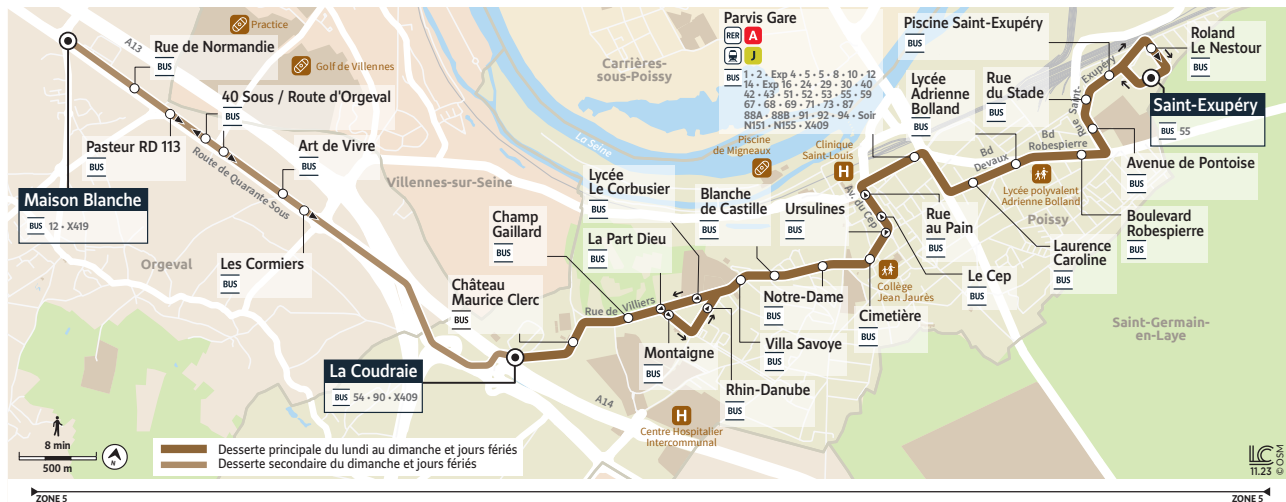 Practice
A13
Rue de Normandie
BUS
Golf de Villennes
40 Sous / Route d'Orgeval
BUS
Pasteur RD 113
BUS
Route de Quarante Sous
Art de Vivre
BUS
Maison Blanche
BUS 12 • X419
Les Cormiers
BUS
Orgeval
Villennes-sur-Seine
Carrières-
sous-Poissy
La Seine
Parvis Gare
RER A
J
BUS 1 • 2 • Exp 4 • 5 • 5 • 8 • 10 • 12
14 • Exp 16 • 24 • 29 • 30 • 40
42 • 43 • 51 • 52 • 53 • 55 • 59
67 • 68 • 69 • 71 • 73 • 87
88A • 88B • 91 • 92 • 94 • Soir
N151 • N155 • X409
Piscine
de Migneaux
Clinique
Saint-Louis
H
Piscine Saint-Exupéry
BUS
Lycée
Adrienne
Bolland
BUS
Rue
du Stade
BUS
Roland
Le Nestour
BUS
Saint-Exupéry
BUS 55
Rue Saint-Exupéry
Bd
Robespierre
Bd
Devaux
Avenue de Pontoise
BUS
Lycée polyvalent
Adrienne Bolland
Poissy
Boulevard
Robespierre
BUS
Laurence
Caroline
BUS
Av. du Cep
Rue
au Pain
BUS
Le Cep
BUS
Collège
Jean Jaurès
Ursulines
BUS
Blanche
de Castille
BUS
Lycée
Le Corbusier
BUS
La Part Dieu
BUS
Champ
Gaillard
BUS
Château
Maurice Clerc
BUS
Rue de Villiers
Notre-Dame
BUS
Cimetière
BUS
Villa Savoye
BUS
Montaigne
BUS
Rhin-Danube
BUS
La Coudraie
BUS 54 • 90 • X409
A14
H
Centre Hospitalier
Intercommunal
Saint-Germain-
en-Laye
8 min
500 m
N
Desserte principale du lundi au dimanche et jours fériés
Desserte secondaire du dimanche et jours fériés
LC
11.23
© OSM
ZONE 5
ZONE 5